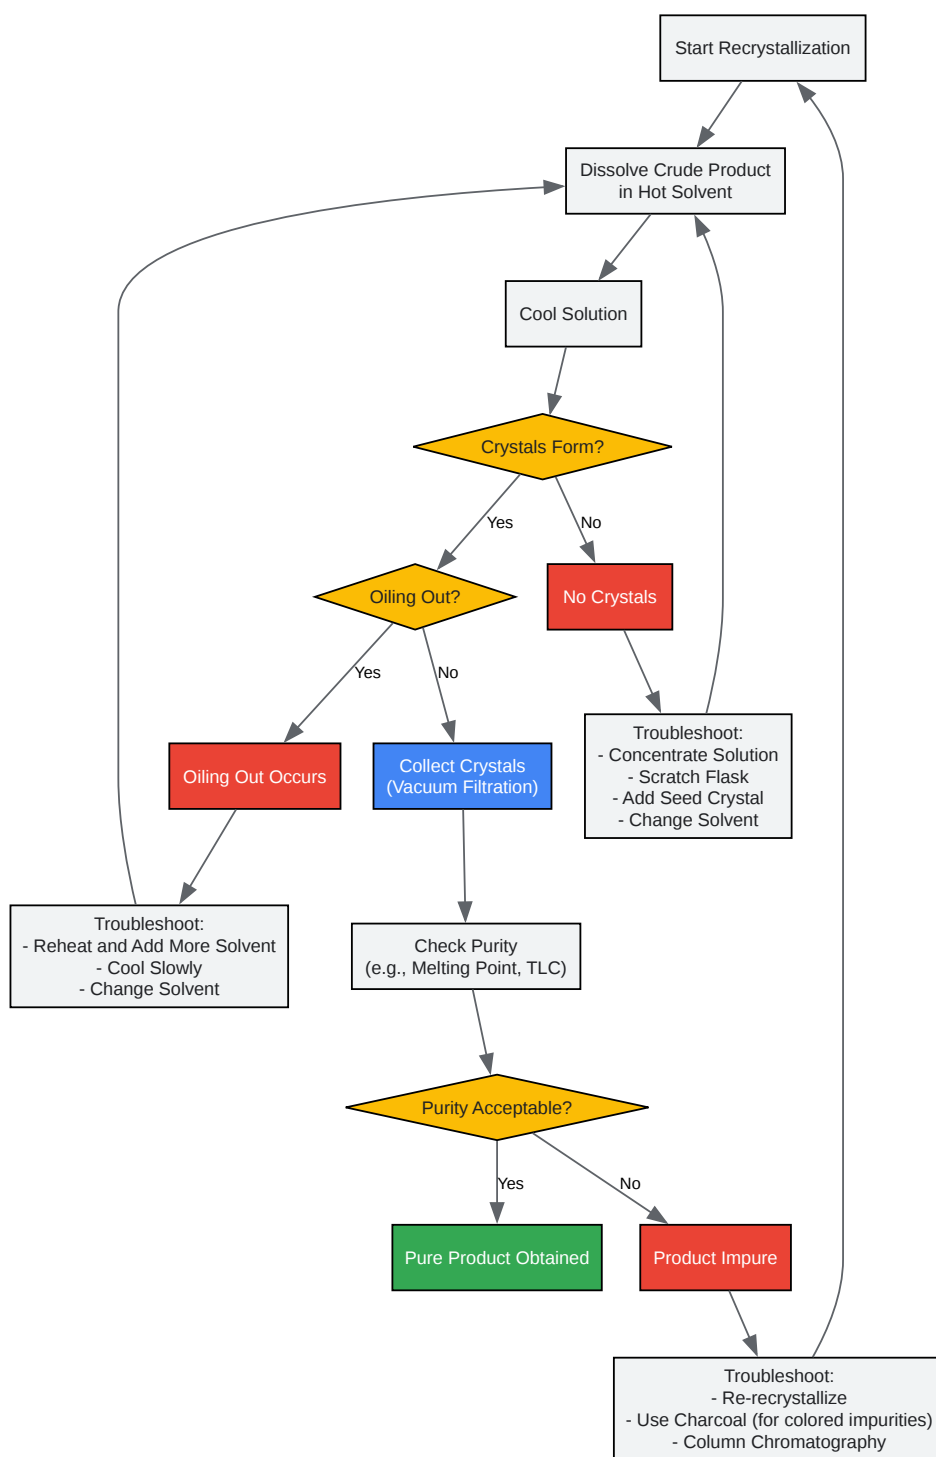 Start Recrystallization
Dissolve Crude Product
in Hot Solvent
Cool Solution
Crystals Form?
Yes
No
Oiling Out?
No Crystals
Yes
No
Troubleshoot:
- Concentrate Solution
- Scratch Flask
- Add Seed Crystal
- Change Solvent
Oiling Out Occurs
Collect Crystals
(Vacuum Filtration)
Troubleshoot:
- Reheat and Add More Solvent
- Cool Slowly
- Change Solvent
Check Purity
(e.g., Melting Point, TLC)
Purity Acceptable?
Yes
No
Pure Product Obtained
Product Impure
Troubleshoot:
- Re-recrystallize
- Use Charcoal (for colored impurities)
- Column Chromatography